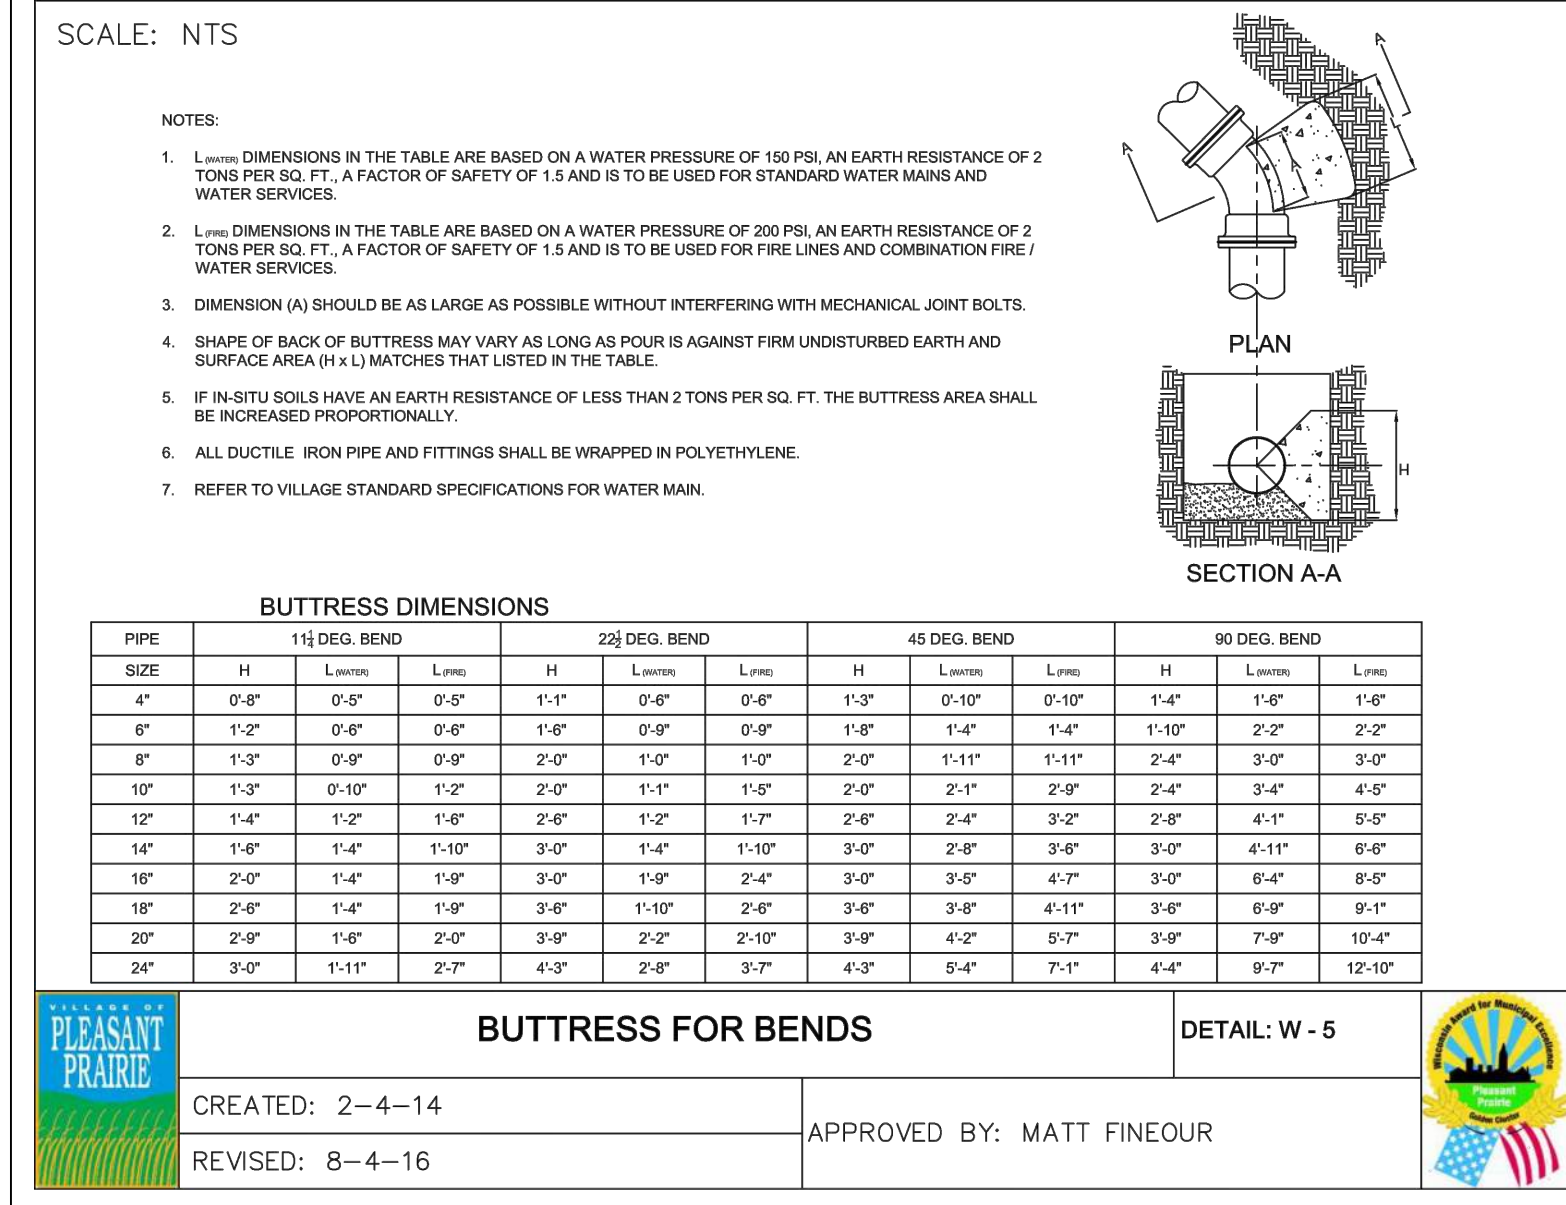 SCALE: NTS
NOTES:
1. L (WATER) DIMENSIONS IN THE TABLE ARE BASED ON A WATER PRESSURE OF 150 PSI, AN EARTH RESISTANCE OF 2
TONS PER SQ. FT., A FACTOR OF SAFETY OF 1.5 AND IS TO BE USED FOR STANDARD WATER MAINS AND
WATER SERVICES.
2. L (FIRE) DIMENSIONS IN THE TABLE ARE BASED ON A WATER PRESSURE OF 200 PSI, AN EARTH RESISTANCE OF 2
TONS PER SQ. FT., A FACTOR OF SAFETY OF 1.5 AND IS TO BE USED FOR FIRE LINES AND COMBINATION FIRE /
WATER SERVICES.
3. DIMENSION (A) SHOULD BE AS LARGE AS POSSIBLE WITHOUT INTERFERING WITH MECHANICAL JOINT BOLTS.
4. SHAPE OF BACK OF BUTTRESS MAY VARY AS LONG AS POUR IS AGAINST FIRM UNDISTURBED EARTH AND
SURFACE AREA (H x L) MATCHES THAT LISTED IN THE TABLE.
5. IF IN-SITU SOILS HAVE AN EARTH RESISTANCE OF LESS THAN 2 TONS PER SQ. FT. THE BUTTRESS AREA SHALL
BE INCREASED PROPORTIONALLY.
6. ALL DUCTILE IRON PIPE AND FITTINGS SHALL BE WRAPPED IN POLYETHYLENE.
7. REFER TO VILLAGE STANDARD SPECIFICATIONS FOR WATER MAIN.
A
A
A
L
PLAN
H
SECTION A-A
BUTTRESS DIMENSIONS
PIPE 11 1/4 DEG. BEND 22 1/2 DEG. BEND 45 DEG. BEND 90 DEG. BEND
SIZE H L (WATER) L (FIRE) H L (WATER) L (FIRE) H L (WATER) L (FIRE) H L (WATER) L (FIRE)
4" 0'-8" 0'-5" 0'-5" 1'-1" 0'-6" 0'-6" 1'-3" 0'-10" 0'-10" 1'-4" 1'-6" 1'-6"
6" 1'-2" 0'-6" 0'-6" 1'-6" 0'-9" 0'-9" 1'-8" 1'-4" 1'-4" 1'-10" 2'-2" 2'-2"
8" 1'-3" 0'-9" 0'-9" 2'-0" 1'-0" 1'-0" 2'-0" 1'-11" 1'-11" 2'-4" 3'-0" 3'-0"
10" 1'-3" 0'-10" 1'-2" 2'-0" 1'-1" 1'-5" 2'-0" 2'-1" 2'-9" 2'-4" 3'-4" 4'-5"
12" 1'-4" 1'-2" 1'-6" 2'-6" 1'-2" 1'-7" 2'-6" 2'-4" 3'-2" 2'-8" 4'-1" 5'-5"
14" 1'-6" 1'-4" 1'-10" 3'-0" 1'-4" 1'-10" 3'-0" 2'-8" 3'-6" 3'-0" 4'-11" 6'-6"
16" 2'-0" 1'-4" 1'-9" 3'-0" 1'-9" 2'-4" 3'-0" 3'-5" 4'-7" 3'-0" 6'-4" 8'-5"
18" 2'-6" 1'-4" 1'-9" 3'-6" 1'-10" 2'-6" 3'-6" 3'-8" 4'-11" 3'-6" 6'-9" 9'-1"
20" 2'-9" 1'-6" 2'-0" 3'-9" 2'-2" 2'-10" 3'-9" 4'-2" 5'-7" 3'-9" 7'-9" 10'-4"
24" 3'-0" 1'-11" 2'-7" 4'-3" 2'-8" 3'-7" 4'-3" 5'-4" 7'-1" 4'-4" 9'-7" 12'-10"
VILLAGE OF
PLEASANT
PRAIRIE
BUTTRESS FOR BENDS
DETAIL: W - 5
CREATED: 2-4-14
REVISED: 8-4-16
APPROVED BY: MATT FINEOUR
Wisconsin Award for Municipal Excellence
Pleasant
Prairie
Golden Cluster